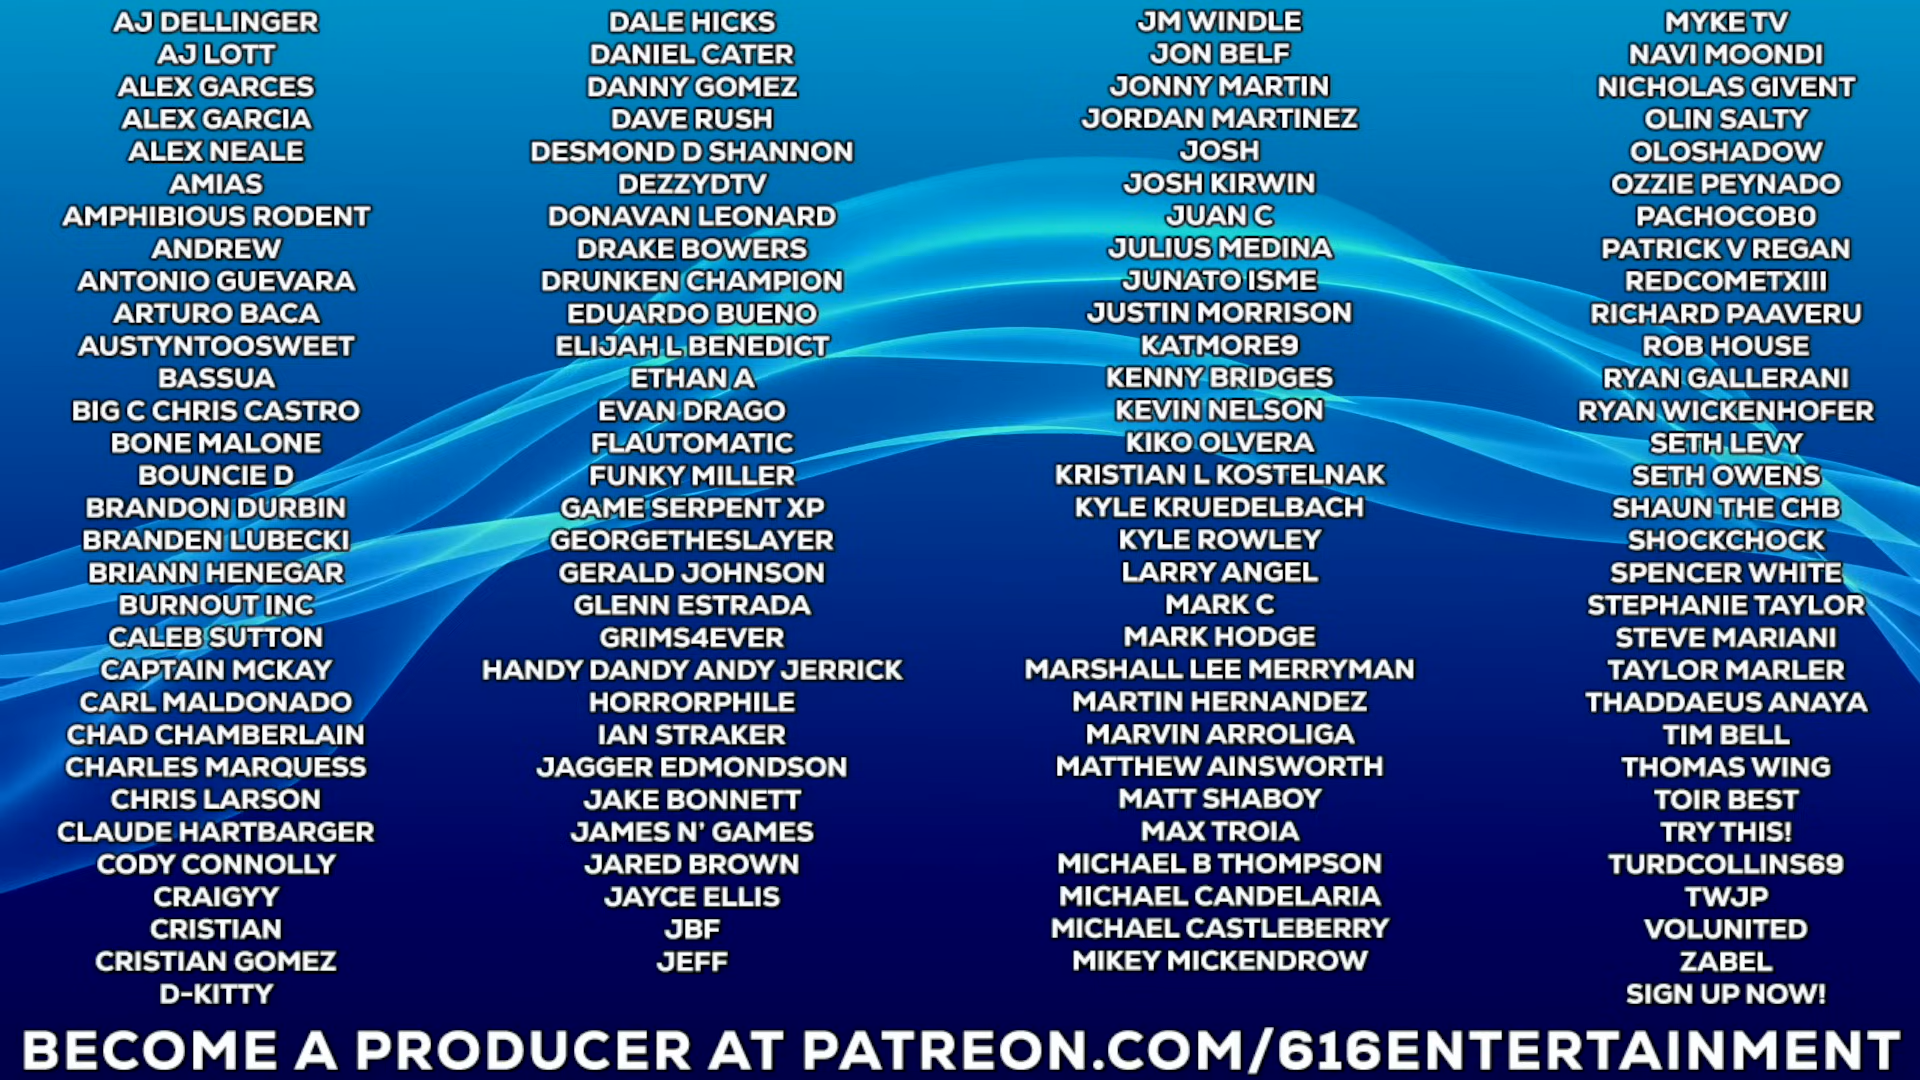 AJ DELLINGER
AJ LOTT
ALEX GARCES
ALEX GARCIA
ALEX NEALE
AMIAS
AMPHIBIOUS RODENT
ANDREW
ANTONIO GUEVARA
ARTURO BACA
AUSTYNTOOSWEET
BASSUA
BIG C CHRIS CASTRO
BONE MALONE
BOUNCIE D
BRANDON DURBIN
BRANDEN LUBECKI
BRIANN HENEGAR
BURNOUT INC
CALEB SUTTON
CAPTAIN MCKAY
CARL MALDONADO
CHAD CHAMBERLAIN
CHARLES MARQUESS
CHRIS LARSON
CLAUDE HARTBARGER
CODY CONNOLLY
CRAIGYY
CRISTIAN
CRISTIAN GOMEZ
D-KITTY
DALE HICKS
DANIEL CATER
DANNY GOMEZ
DAVE RUSH
DESMOND D SHANNON
DEZZYDTV
DONAVAN LEONARD
DRAKE BOWERS
DRUNKEN CHAMPION
EDUARDO BUENO
ELIJAH L BENEDICT
ETHAN A
EVAN DRAGO
FLAUTOMATIC
FUNKY MILLER
GAME SERPENT XP
GEORGETHESLAYER
GERALD JOHNSON
GLENN ESTRADA
GRIMS4EVER
HANDY DANDY ANDY JERRICK
HORRORPHILE
IAN STRAKER
JAGGER EDMONDSON
JAKE BONNETT
JAMES N' GAMES
JARED BROWN
JAYCE ELLIS
JBF
JEFF
JM WINDLE
JON BELF
JONNY MARTIN
JORDAN MARTINEZ
JOSH
JOSH KIRWIN
JUAN C
JULIUS MEDINA
JUNATO ISME
JUSTIN MORRISON
KATMORE9
KENNY BRIDGES
KEVIN NELSON
KIKO OLVERA
KRISTIAN L KOSTELNAK
KYLE KRUEDELBACH
KYLE ROWLEY
LARRY ANGEL
MARK C
MARK HODGE
MARSHALL LEE MERRYMAN
MARTIN HERNANDEZ
MARVIN ARROLIGA
MATTHEW AINSWORTH
MATT SHABOY
MAX TROIA
MICHAEL B THOMPSON
MICHAEL CANDELARIA
MICHAEL CASTLEBERRY
MIKEY MICKENDROW
MYKE TV
NAVI MOONDI
NICHOLAS GIVENT
OLIN SALTY
OLOSHADOW
OZZIE PEYNADO
PACHOCOB0
PATRICK V REGAN
REDCOMETXIII
RICHARD PAAVERU
ROB HOUSE
RYAN GALLERANI
RYAN WICKENHOFER
SETH LEVY
SETH OWENS
SHAUN THE CHB
SHOCKCHOCK
SPENCER WHITE
STEPHANIE TAYLOR
STEVE MARIANI
TAYLOR MARLER
THADDAEUS ANAYA
TIM BELL
THOMAS WING
TOIR BEST
TRY THIS!
TURDCOLLINS69
TWJP
VOLUNITED
ZABEL
SIGN UP NOW!
BECOME A PRODUCER AT PATREON.COM/616ENTERTAINMENT